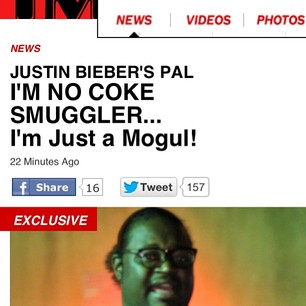 NEWS VIDEOS PHOTOS
NEWS
JUSTIN BIEBER'S PAL
I'M NO COKE
SMUGGLER...
I'm Just a Mogul!
22 Minutes Ago
Share 16 Tweet 157
EXCLUSIVE